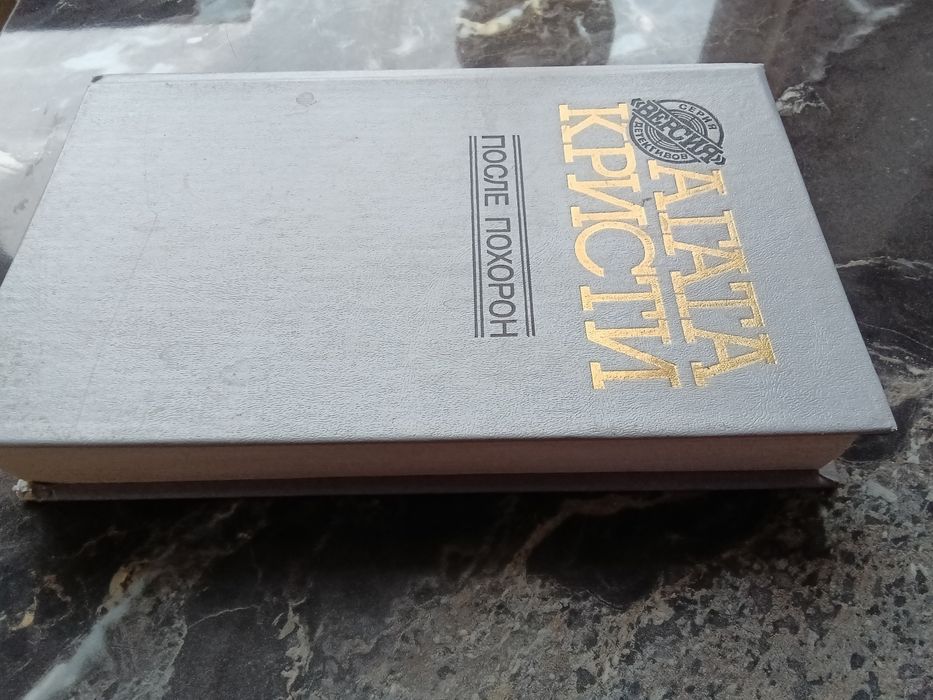 СЕРИЯ
«ВЕРСИЯ»
ДЕТЕКТИВОВ
АГАТА
КРИСТИ
ПОСЛЕ ПОХОРОН